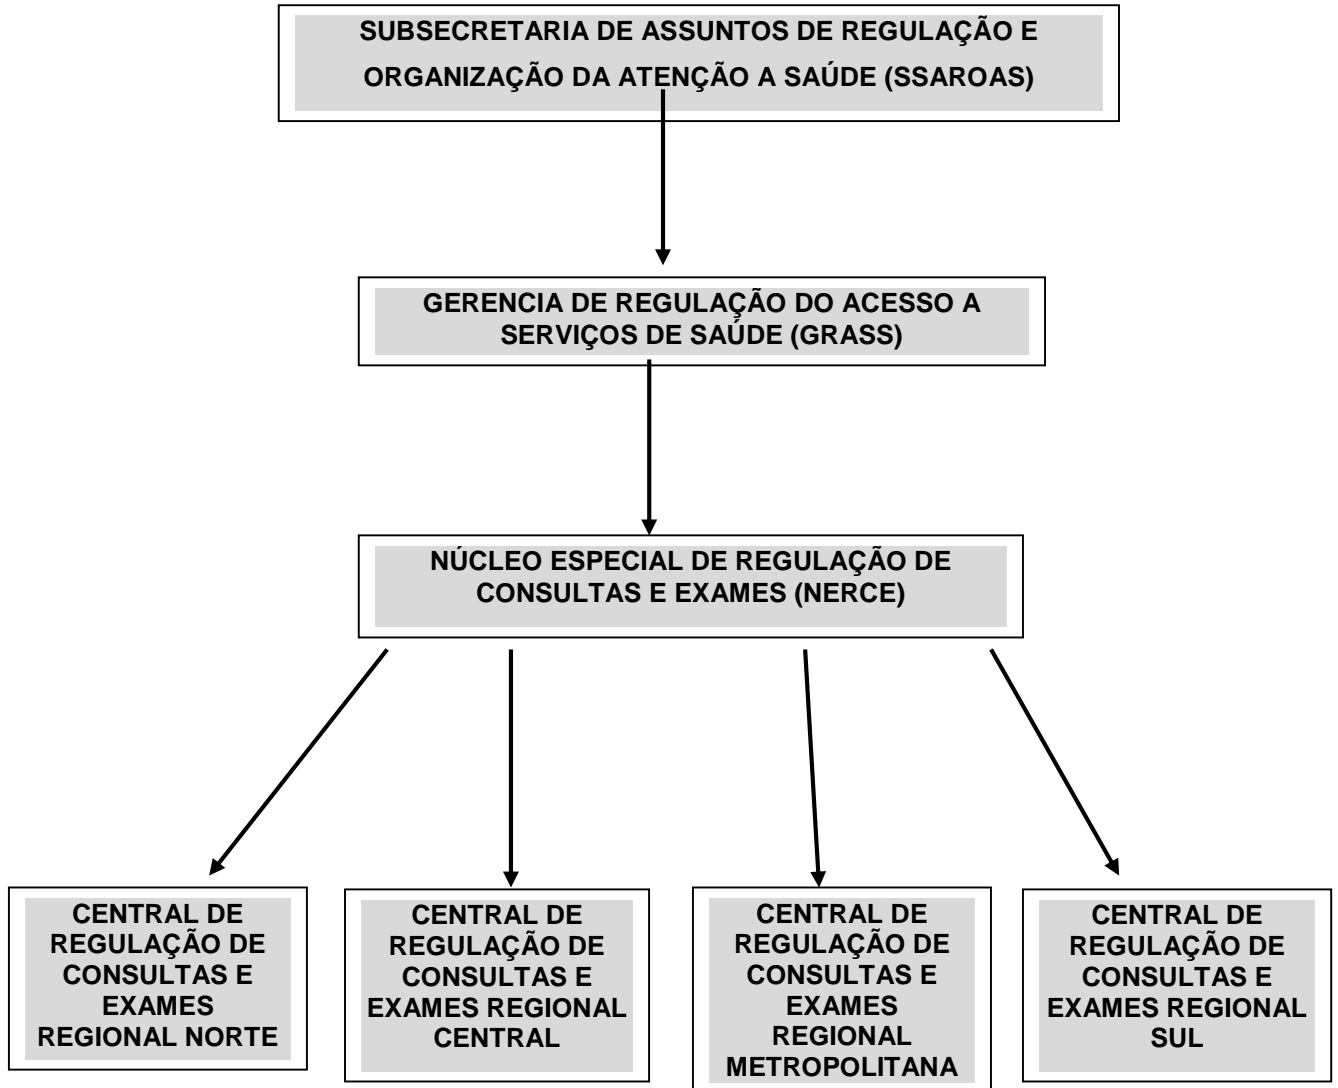 SUBSECRETARIA DE ASSUNTOS DE REGULAÇÃO E
ORGANIZAÇÃO DA ATENÇÃO A SAÚDE (SSAROAS)
GERENCIA DE REGULAÇÃO DO ACESSO A
SERVIÇOS DE SAÚDE (GRASS)
NÚCLEO ESPECIAL DE REGULAÇÃO DE
CONSULTAS E EXAMES (NERCE)
CENTRAL DE
REGULAÇÃO DE
CONSULTAS E
EXAMES
REGIONAL NORTE
CENTRAL DE
REGULAÇÃO DE
CONSULTAS E
EXAMES REGIONAL
CENTRAL
CENTRAL DE
REGULAÇÃO DE
CONSULTAS E
EXAMES
REGIONAL
METROPOLITANA
CENTRAL DE
REGULAÇÃO DE
CONSULTAS E
EXAMES REGIONAL
SUL